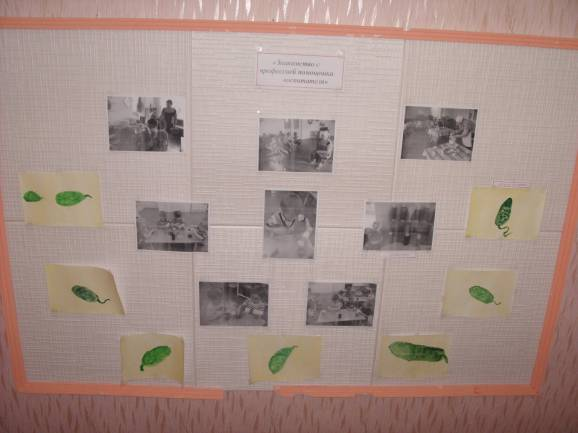 «Знакомство с
профессией помощника
воспитателя»